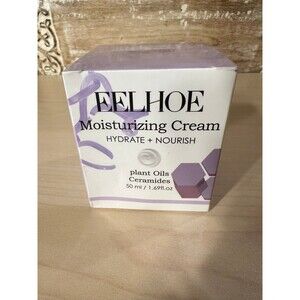 EELHOE
Moisturizing Cream
HYDRATE + NOURISH
plant Oils
Ceramides
50 ml / 1.69fl.oz